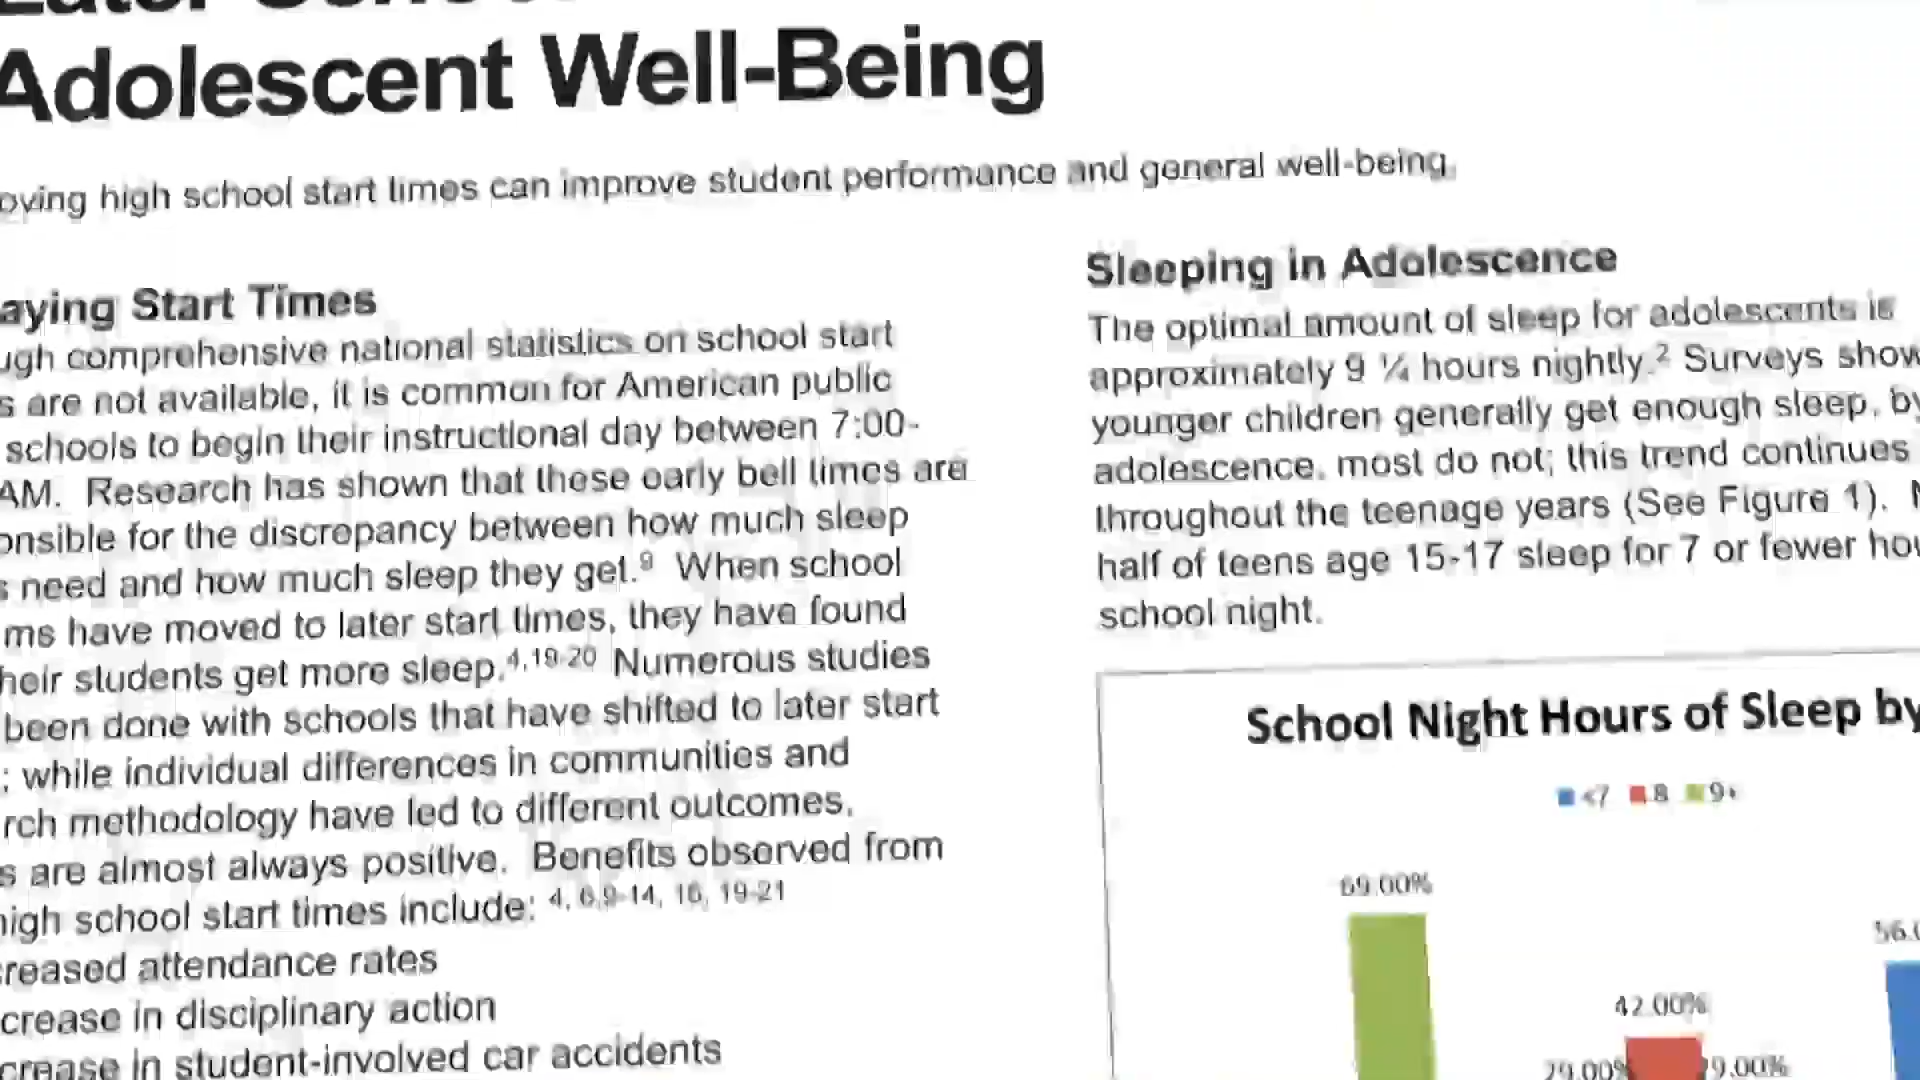 Adolescent Well-Being
oving high school start times can improve student performance and general well-being.
aying Start Times
ugh comprehensive national statistics on school start
s are not available, it is common for American public
schools to begin their instructional day between 7:00-
AM. Research has shown that these early bell times are
onsible for the discrepancy between how much sleep
s need and how much sleep they get.9 When school
ms have moved to later start times, they have found
heir students get more sleep.4,19-20 Numerous studies
been done with schools that have shifted to later start
; while individual differences in communities and
rch methodology have led to different outcomes,
s are almost always positive. Benefits observed from
high school start times include: 4, 6,9-14, 16, 19-21
creased attendance rates
crease in disciplinary action
crease in student-involved car accidents
Sleeping in Adolescence
The optimal amount of sleep for adolescents is
approximately 9 ¼ hours nightly.2 Surveys show
younger children generally get enough sleep, by
adolescence, most do not; this trend continues
throughout the teenage years (See Figure 1).
half of teens age 15-17 sleep for 7 or fewer hou
school night.
School Night Hours of Sleep by
<7 8 9+
69.00%
56.0
42.00%
29.00% 29.00%